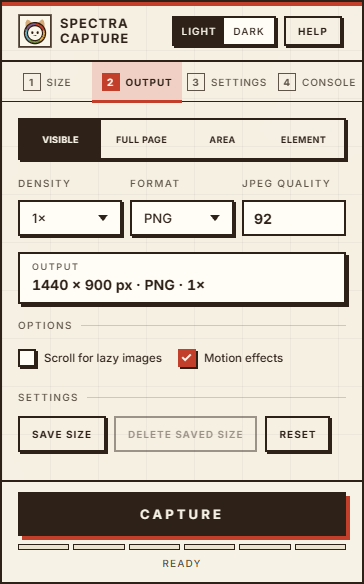 SPECTRA
CAPTURE
LIGHT DARK HELP
1 SIZE 2 OUTPUT 3 SETTINGS 4 CONSOLE
VISIBLE FULL PAGE AREA ELEMENT
DENSITY FORMAT JPEG QUALITY
1× PNG 92
OUTPUT
1440 × 900 px · PNG · 1×
OPTIONS
Scroll for lazy images Motion effects
SETTINGS
SAVE SIZE DELETE SAVED SIZE RESET
CAPTURE
READY